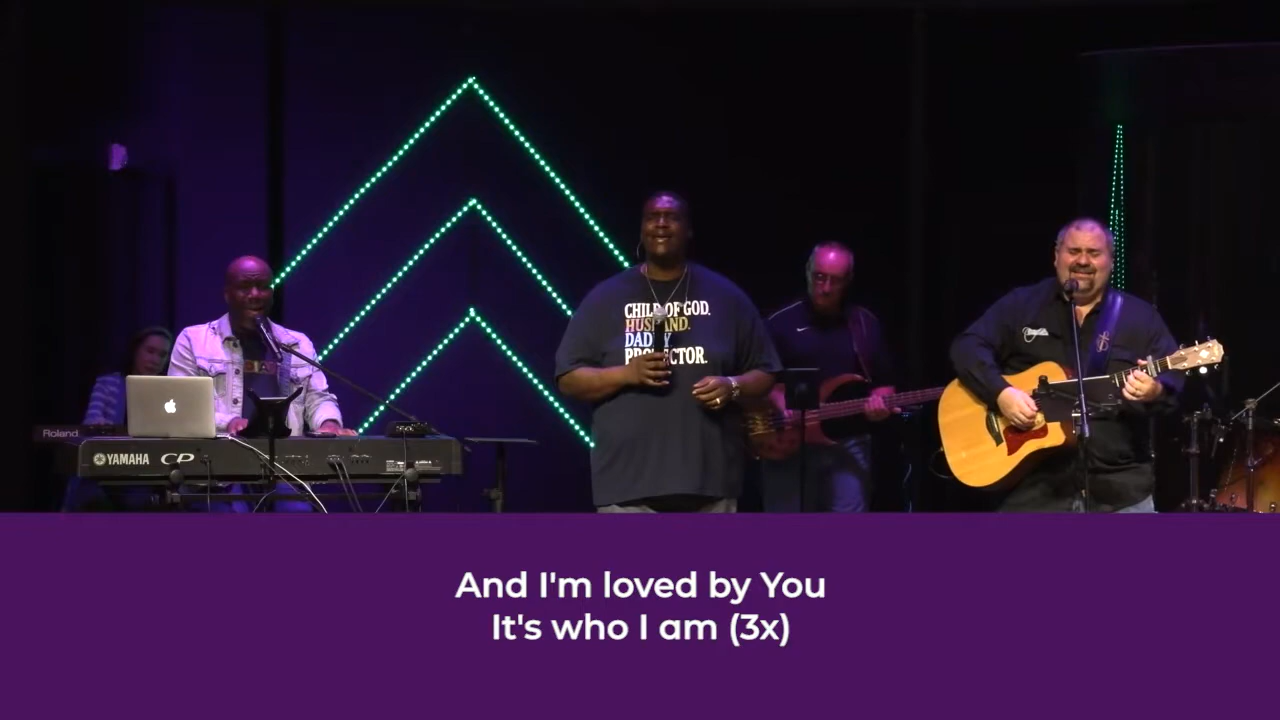 CHILD OF GOD.
HUSBAND.
DADDY.
PROTECTOR.
Roland
YAMAHA CP
And I'm loved by You
It's who I am (3x)